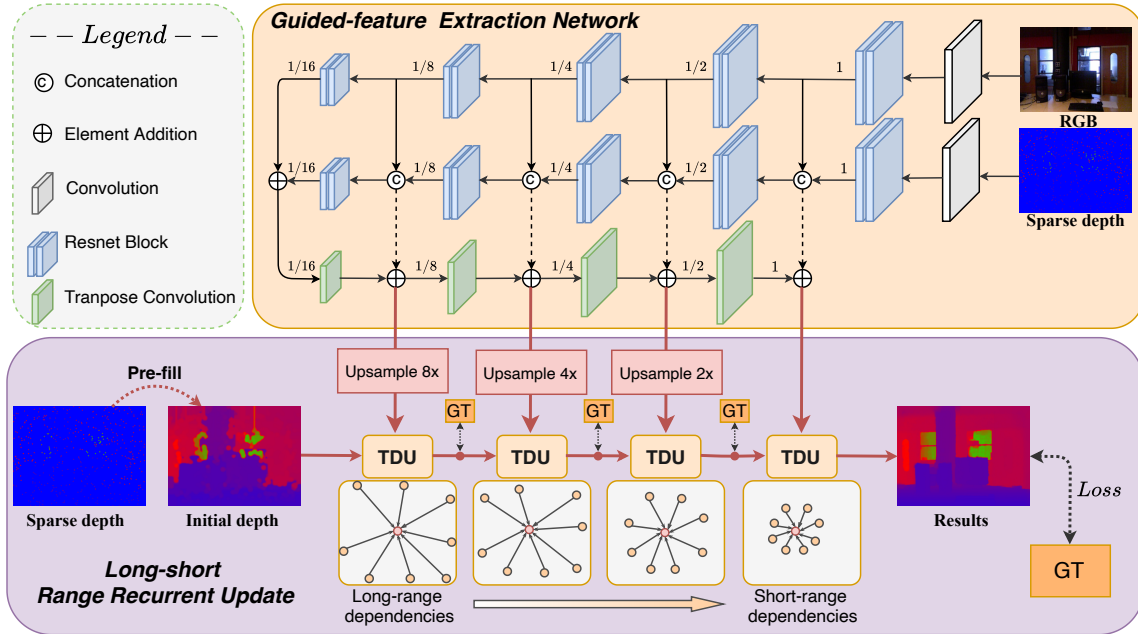 Guided-feature Extraction Network
– – Legend – –
C Concatenation
Element Addition
Convolution
Resnet Block
Tranpose Convolution
1/16 1/8 1/4 1/2 1
RGB
1/16 C 1/8 C 1/4 C 1/2 C 1
Sparse depth
1/16 1/8 1/4 1/2 1
Upsample 8x Upsample 4x Upsample 2x
Pre-fill
GT GT GT
TDU TDU TDU TDU
Sparse depth Initial depth Results
Loss
GT
Long-short
Range Recurrent Update
Long-range
dependencies
Short-range
dependencies